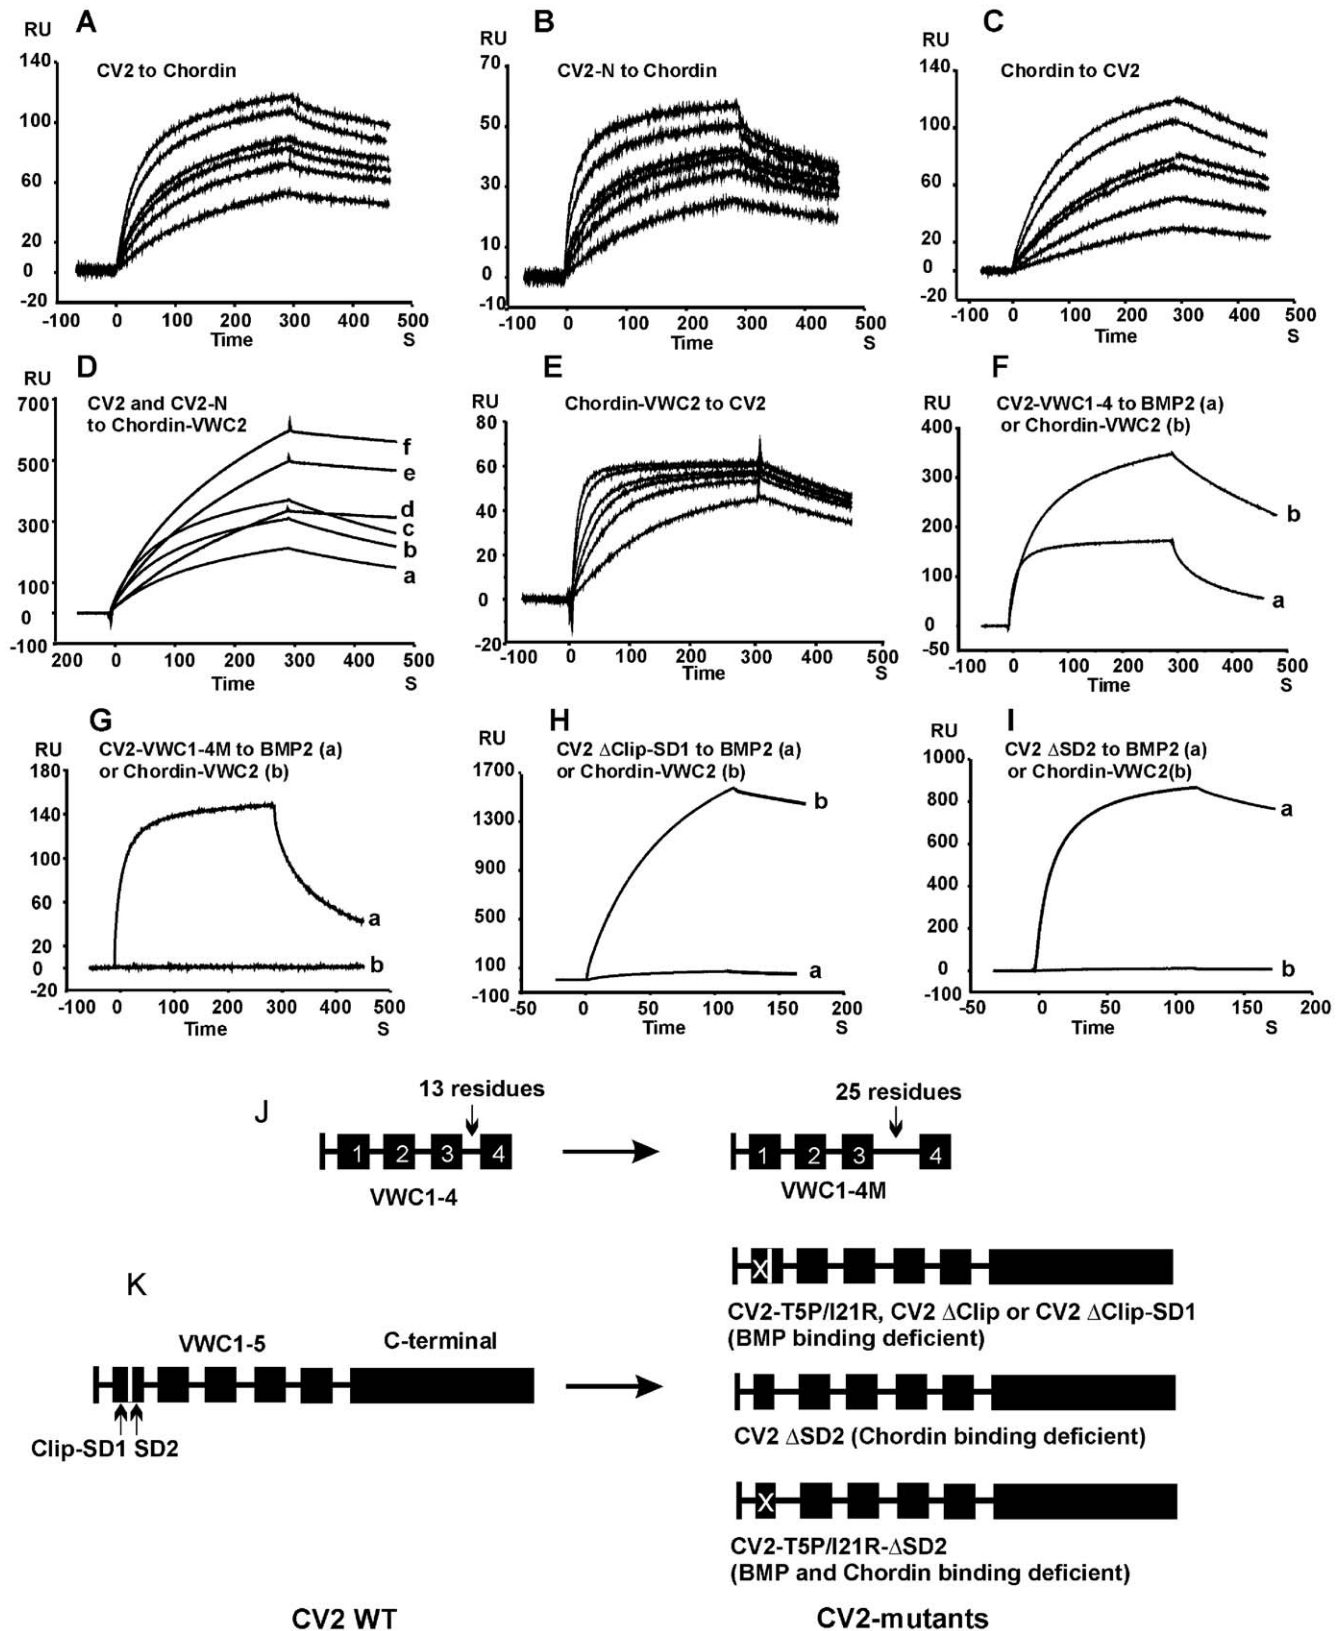 A
RU
CV2 to Chordin
140
100
60
20
0
-20
-100 0 100 200 300 400 500
Time S
B
RU
CV2-N to Chordin
70
50
30
10
0
-10
-100 0 100 200 300 400 500
Time S
C
RU
Chordin to CV2
140
100
60
20
0
-20
-100 0 100 200 300 400 500
Time S
D
RU
CV2 and CV2-N
to Chordin-VWC2
700
500
300
100
0
-100
f
e
d
c
b
a
200 0 100 200 300 400 500
Time S
E
RU
Chordin-VWC2 to CV2
80
60
40
20
0
-20
-100 0 100 200 300 400 500
Time S
F
RU
CV2-VWC1-4 to BMP2 (a)
or Chordin-VWC2 (b)
400
300
200
100
0
-50
b
a
-100 0 100 200 300 400 500
Time S
G
RU
CV2-VWC1-4M to BMP2 (a)
or Chordin-VWC2 (b)
180
140
100
60
20
0
-20
a
b
-100 0 100 200 300 400 500
Time S
H
RU
CV2 ΔClip-SD1 to BMP2 (a)
or Chordin-VWC2 (b)
1700
1300
900
500
100
-100
b
a
-50 0 50 100 150 200
Time S
I
RU
CV2 ΔSD2 to BMP2 (a)
or Chordin-VWC2(b)
1000
800
600
400
200
0
-100
a
b
-50 0 50 100 150 200
Time S
J
13 residues
1 2 3 4
VWC1-4
25 residues
1 2 3 4
VWC1-4M
K
VWC1-5 C-terminal
Clip-SD1 SD2
X
CV2-T5P/I21R, CV2 ΔClip or CV2 ΔClip-SD1
(BMP binding deficient)
CV2 ΔSD2 (Chordin binding deficient)
X
CV2-T5P/I21R-ΔSD2
(BMP and Chordin binding deficient)
CV2 WT CV2-mutants